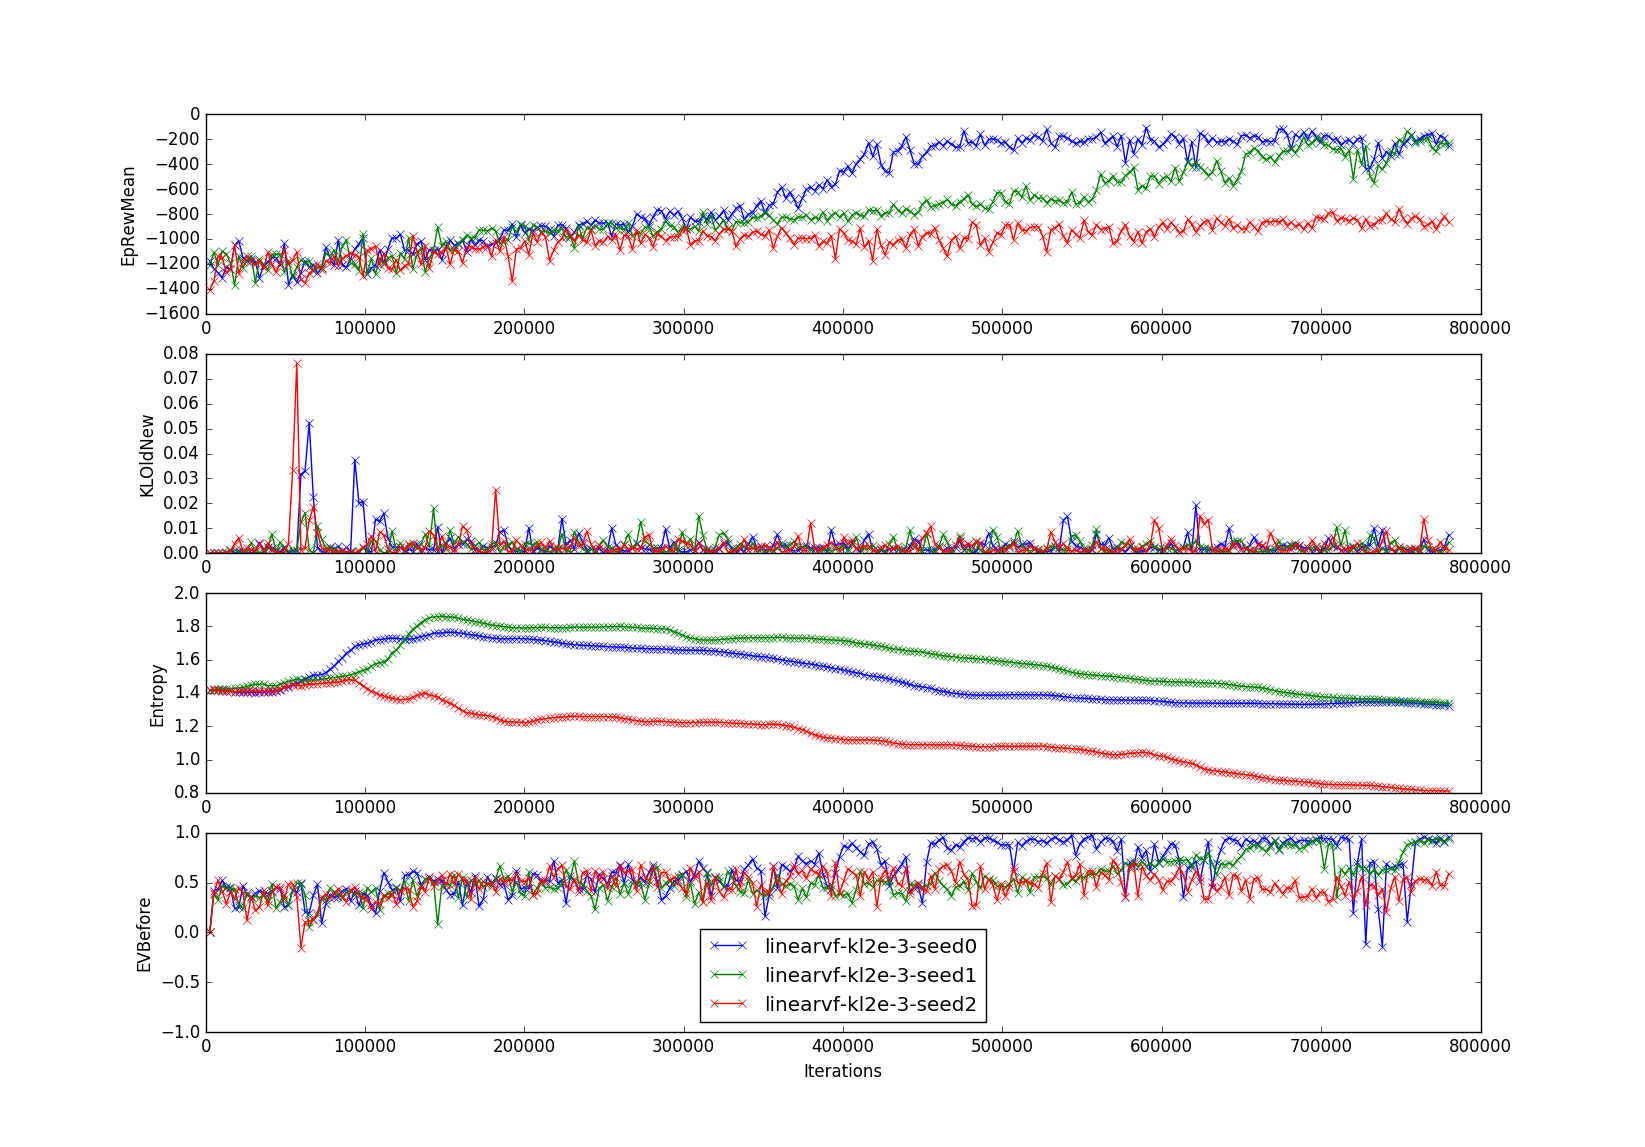 0
−200
−400
−600
−800
−1000
−1200
−1400
−1600
EpRewMean
0 100000 200000 300000 400000 500000 600000 700000 800000
0.08
0.07
0.06
0.05
0.04
0.03
0.02
0.01
0.00
KLOldNew
0 100000 200000 300000 400000 500000 600000 700000 800000
2.0
1.8
1.6
1.4
1.2
1.0
0.8
Entropy
0 100000 200000 300000 400000 500000 600000 700000 800000
1.0
0.5
0.0
−0.5
−1.0
EVBefore
linearvf-kl2e-3-seed0
linearvf-kl2e-3-seed1
linearvf-kl2e-3-seed2
0 100000 200000 300000 400000 500000 600000 700000 800000
Iterations